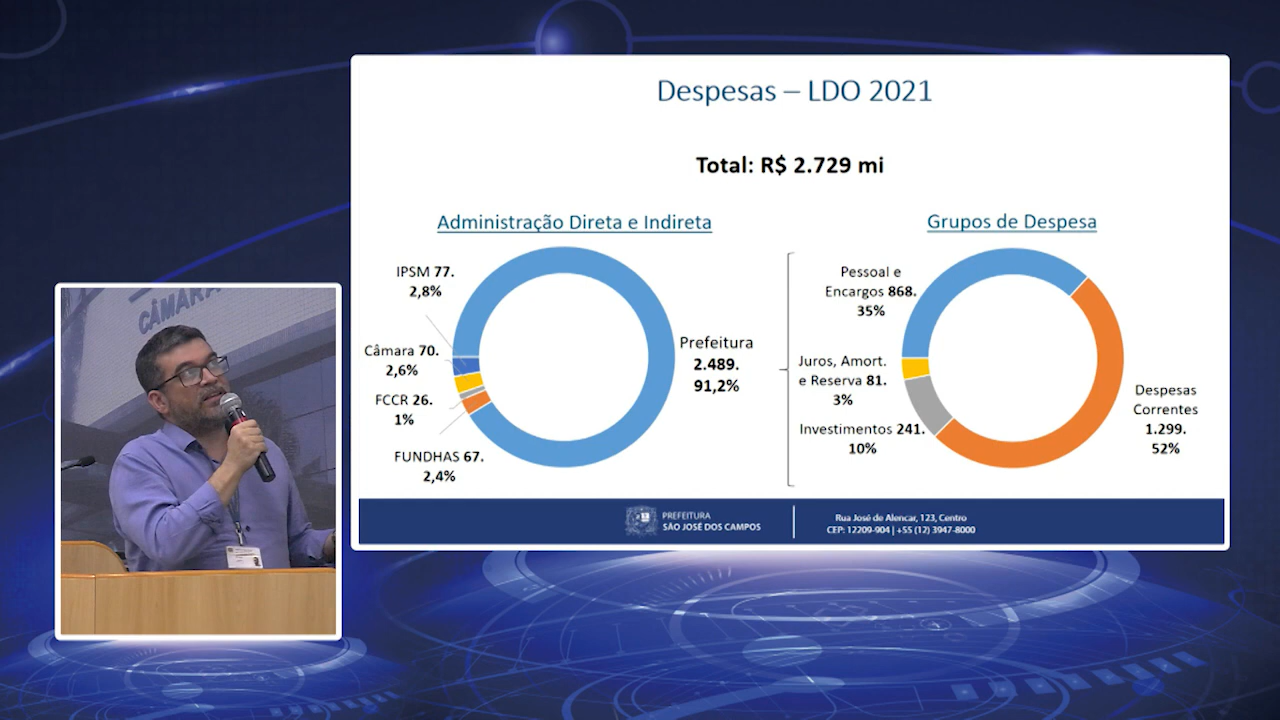 Despesas – LDO 2021
Total: R$ 2.729 mi
Administração Direta e Indireta
IPSM 77.
2,8%
Câmara 70.
2,6%
FCCR 26.
1%
FUNDHAS 67.
2,4%
Prefeitura
2.489.
91,2%
Grupos de Despesa
Pessoal e
Encargos 868.
35%
Juros, Amort.
e Reserva 81.
3%
Investimentos 241.
10%
Despesas
Correntes
1.299.
52%
PREFEITURA
SÃO JOSÉ DOS CAMPOS
Rua José de Alencar, 123, Centro
CEP: 12209-904 | +55 (12) 3947-8000
CÂMARA